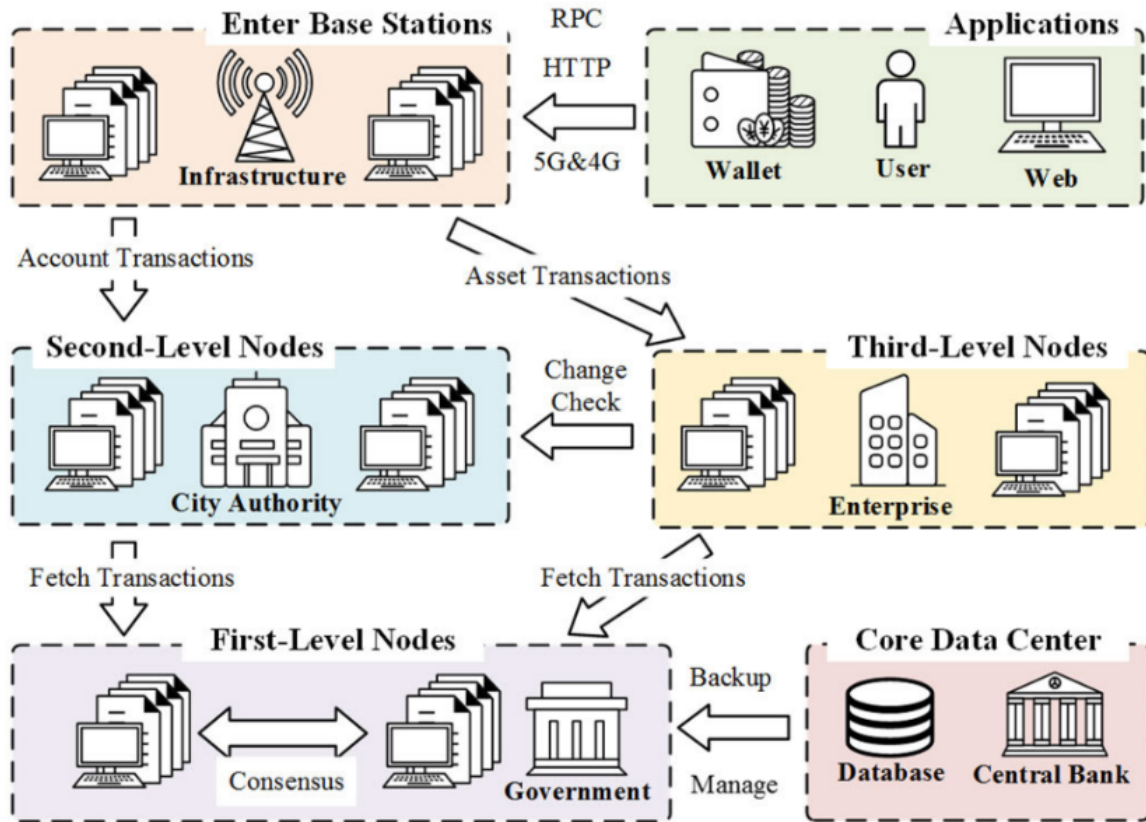 Enter Base Stations
RPC
HTTP
5G&4G
Applications
Infrastructure
Wallet
User
Web
Account Transactions
Asset Transactions
Second-Level Nodes
Change
Check
Third-Level Nodes
City Authority
Enterprise
Fetch Transactions
Fetch Transactions
First-Level Nodes
Core Data Center
Backup
Consensus
Government
Manage
Database
Central Bank